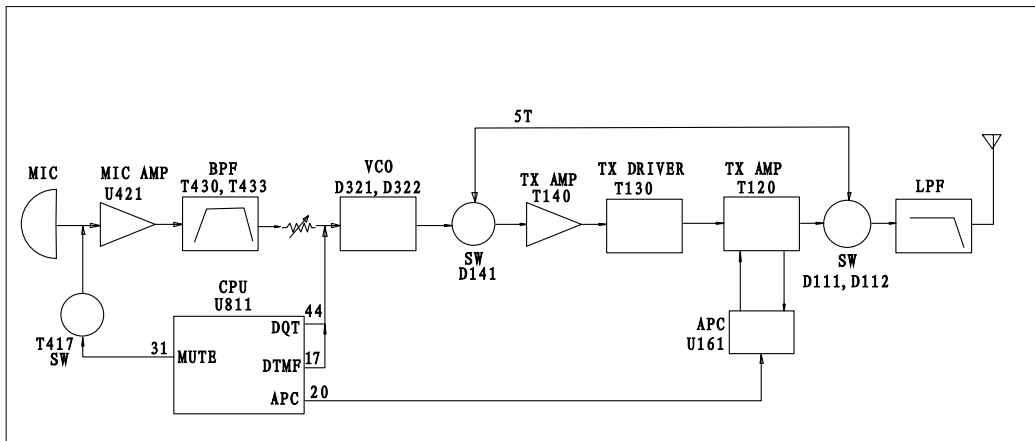 5T
MIC
MIC AMP
U421
BPF
T430, T433
VCO
D321, D322
TX AMP
T140
TX DRIVER
T130
TX AMP
T120
LPF
SW
D141
SW
D111, D112
CPU
U811
44
DQT
T417
SW
31
MUTE
17
DTMF
APC
20
APC
U161